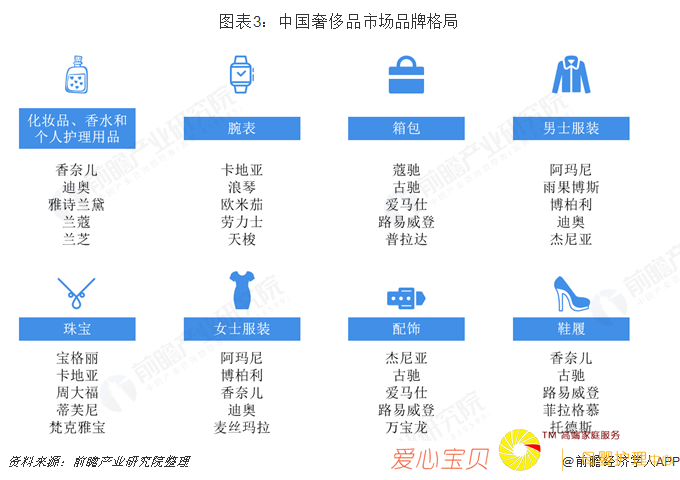 图表3：中国奢侈品市场品牌格局
化妆品、香水和
个人护理用品
香奈儿
迪奥
雅诗兰黛
兰蔻
兰芝
腕表
卡地亚
浪琴
欧米茄
劳力士
天梭
箱包
蔻驰
古驰
爱马仕
路易威登
普拉达
男士服装
阿玛尼
雨果博斯
博柏利
迪奥
杰尼亚
珠宝
宝格丽
卡地亚
周大福
蒂芙尼
梵克雅宝
女士服装
阿玛尼
博柏利
香奈儿
迪奥
麦丝玛拉
配饰
杰尼亚
古驰
爱马仕
路易威登
万宝龙
鞋履
香奈儿
古驰
路易威登
菲拉格慕
托德斯
资料来源：前瞻产业研究院整理
爱心宝贝
TM 高端家庭服务
@前瞻经济学人APP
前瞻产业研究院